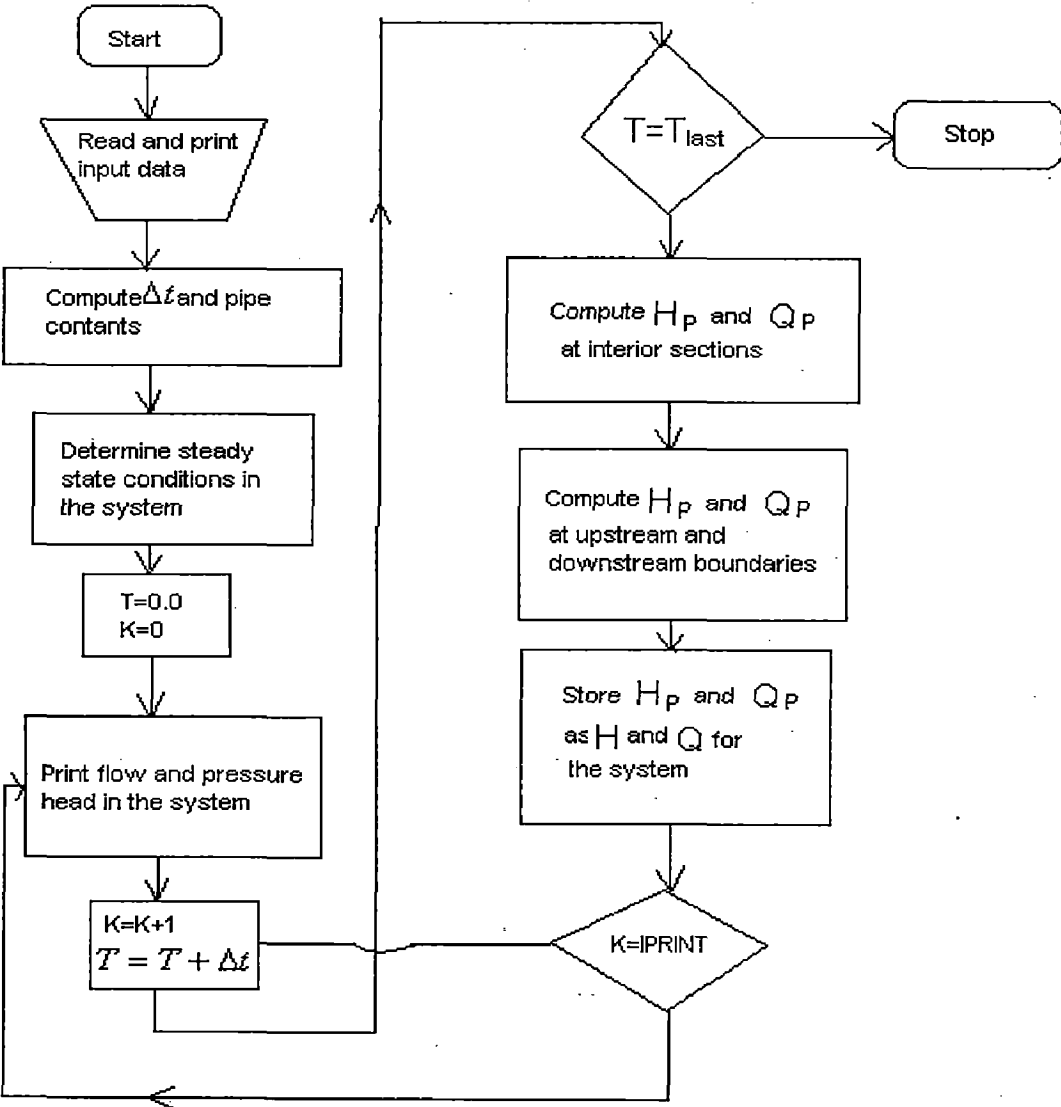 Start
Read and print
input data
Compute Δt and pipe
contants
Determine steady
state conditions in
the system
T=0.0
K=0
Print flow and pressure
head in the system
K=K+1
T = T + Δt
T=Tlast
Stop
Compute HP and QP
at interior sections
Compute HP and QP
at upstream and
downstream boundaries
Store HP and QP
as H and Q for
the system
K=IPRINT